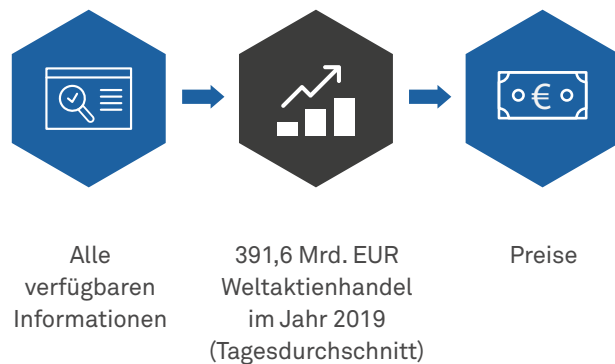 €
Alle
verfügbaren
Informationen
391,6 Mrd. EUR
Weltaktienhandel
im Jahr 2019
(Tagesdurchschnitt)
Preise